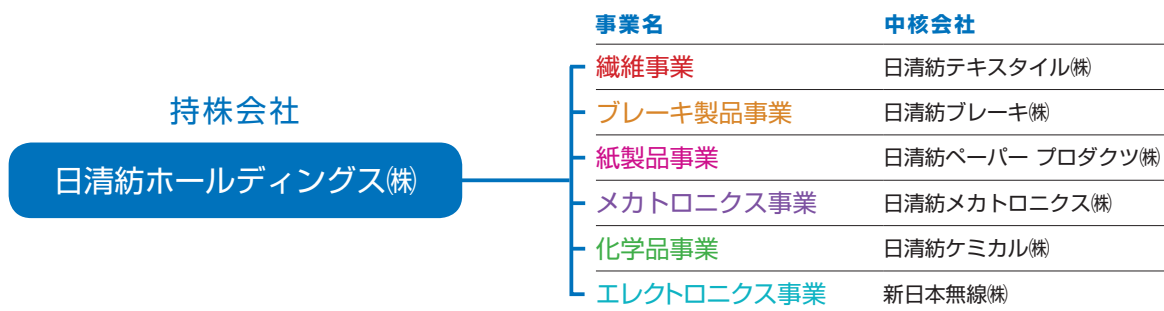 事業名 中核会社
繊維事業 日清紡テキスタイル㈱
持株会社
ブレーキ製品事業 日清紡ブレーキ㈱
紙製品事業 日清紡ペーパー プロダクツ㈱
日清紡ホールディングス㈱
メカトロニクス事業 日清紡メカトロニクス㈱
化学品事業 日清紡ケミカル㈱
エレクトロニクス事業 新日本無線㈱